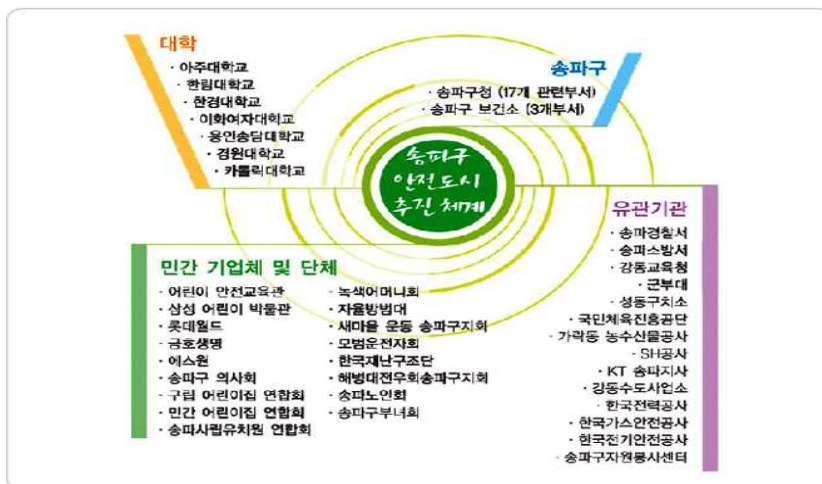 대학
· 아주대학교
· 한림대학교
· 한경대학교
· 이화여자대학교
· 용인송담대학교
· 경원대학교
· 카톨릭대학교
송파구
· 송파구청 (17개 관련부서)
· 송파구 보건소 (3개부서)
송파구
안전도시
추진 체계
유관기관
· 송파경찰서
· 송파소방서
· 강동교육청
· 군부대
· 성동구치소
· 국민체육진흥공단
· 가락동 농수산물공사
· SH공사
· KT 송파지사
· 강동수도사업소
· 한국전력공사
· 한국가스안전공사
· 한국전기안전공사
· 송파구자원봉사센터
민간 기업체 및 단체
· 어린이 안전교육관
· 삼성 어린이 박물관
· 롯데월드
· 금호생명
· 에스원
· 송파구 의사회
· 구립 어린이집 연합회
· 민간 어린이집 연합회
· 송파사립유치원 연합회
· 녹색어머니회
· 자율방범대
· 새마을 운동 송파구지회
· 모범운전자회
· 한국재난구조단
· 해병대전우회송파구지회
· 송파노인회
· 송파구부녀회